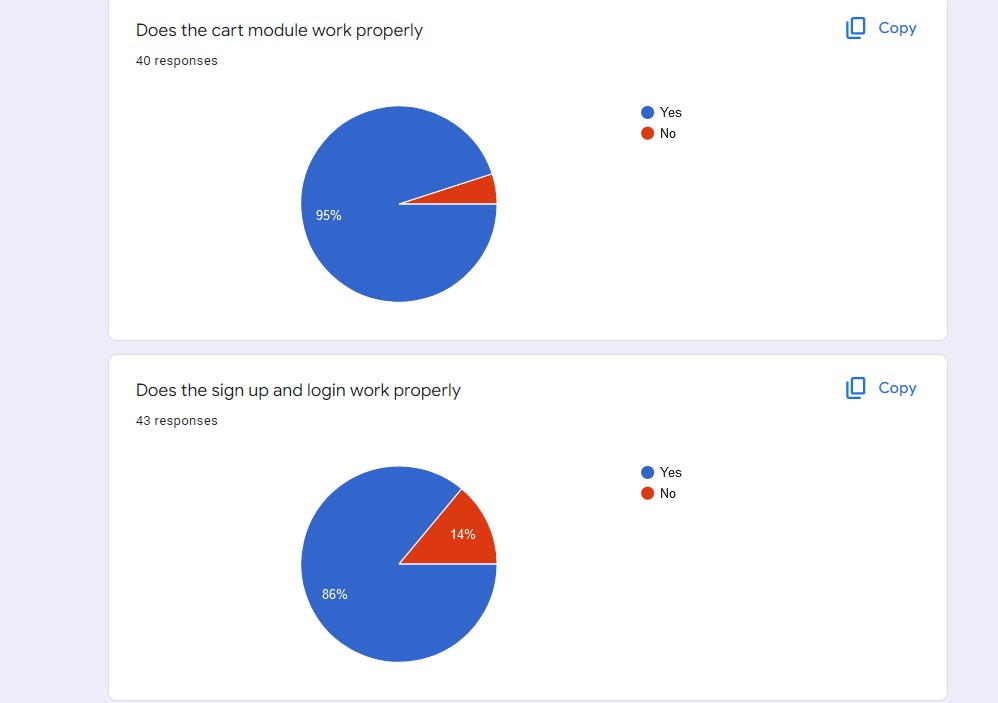 Does the cart module work properly
Copy
40 responses
Yes
No
95%
Does the sign up and login work properly
Copy
43 responses
Yes
No
14%
86%